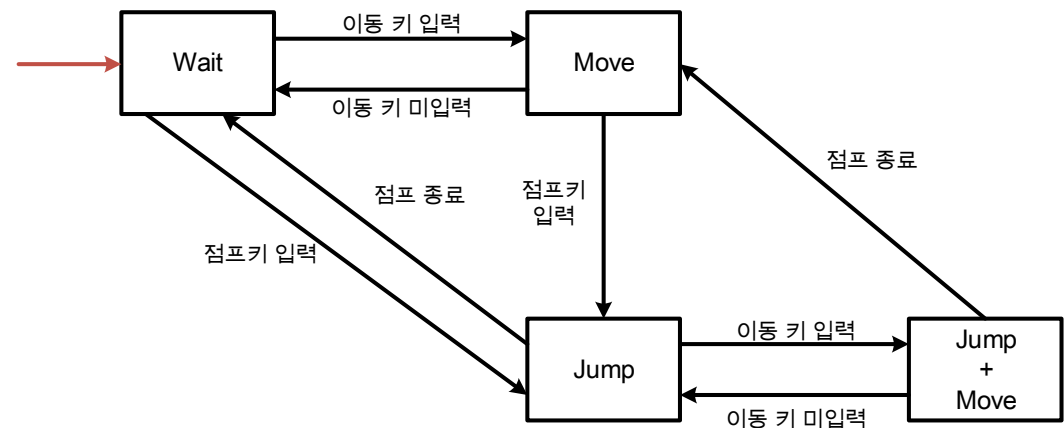 이동 키 입력
Wait
Move
이동 키 미입력
점프 종료
점프 종료
점프키
입력
점프키 입력
이동 키 입력
Jump
Jump
+
Move
이동 키 미입력